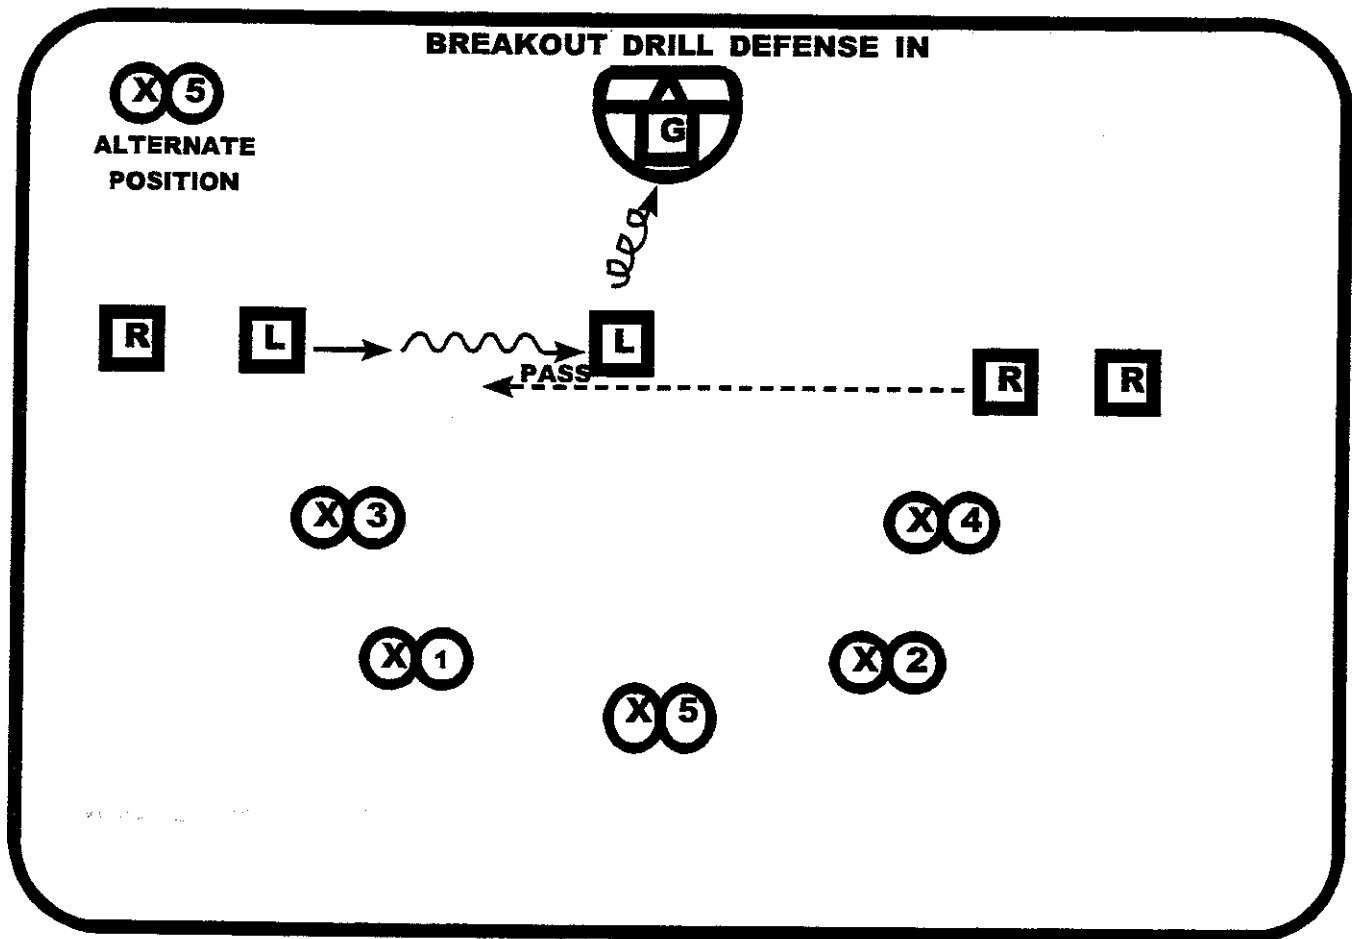 BREAKOUT DRILL DEFENSE IN
X 5
ALTERNATE
POSITION
G
R L L
PASS
R R
X 3 X 4
X 1 X 2
X 5